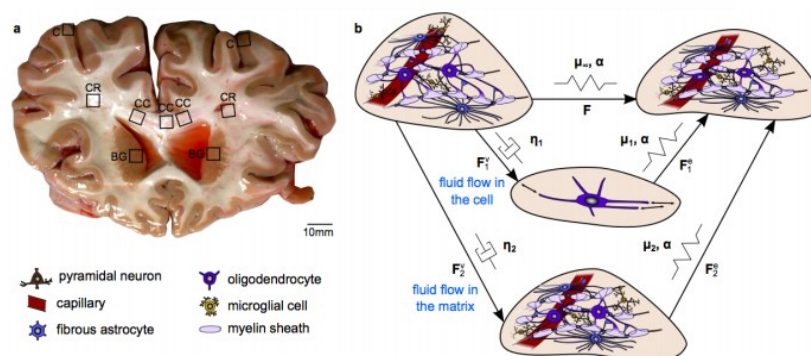 a
C
C
CR
CC
CC
CC
CR
BG
BG
10mm
pyramidal neuron
capillary
fibrous astrocyte
oligodendrocyte
microglial cell
myelin sheath
b
μ∞, α
F
η₁
F₁ᵛ
fluid flow in
the cell
μ₁, α
F₁ᵉ
η₂
F₂ᵛ
fluid flow in
the matrix
μ₂, α
F₂ᵉ